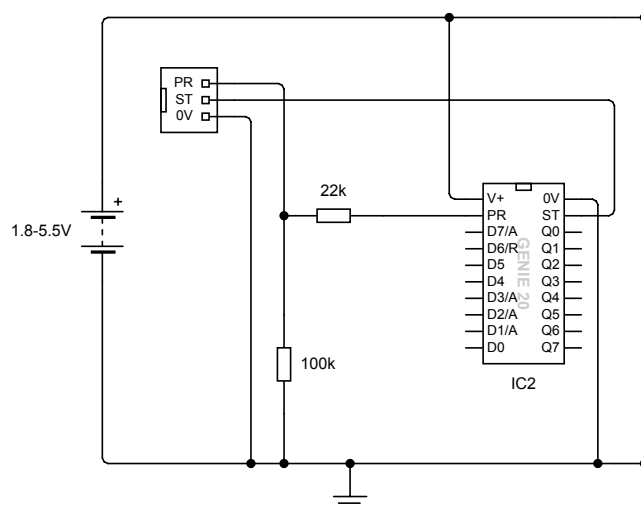 PR
ST
0V
22k
+
1.8-5.5V
V+ 0V
PR ST
D7/A Q0
D6/R Q1
D5 Q2
D4 Q3
D3/A Q4
D2/A Q5
D1/A Q6
D0 Q7
GENIE 20
100k
IC2